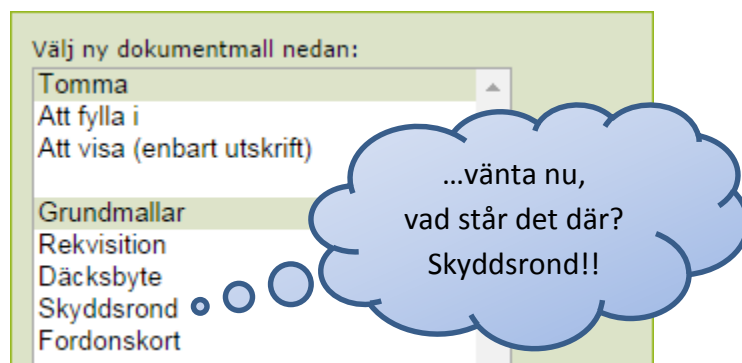 Välj ny dokumentmall nedan:
Tomma
Att fylla i
Att visa (enbart utskrift)
Grundmallar
Rekvisition
Däcksbyte
Skyddsrond
Fordonskort
...vänta nu,
vad står det där?
Skyddsrond!!